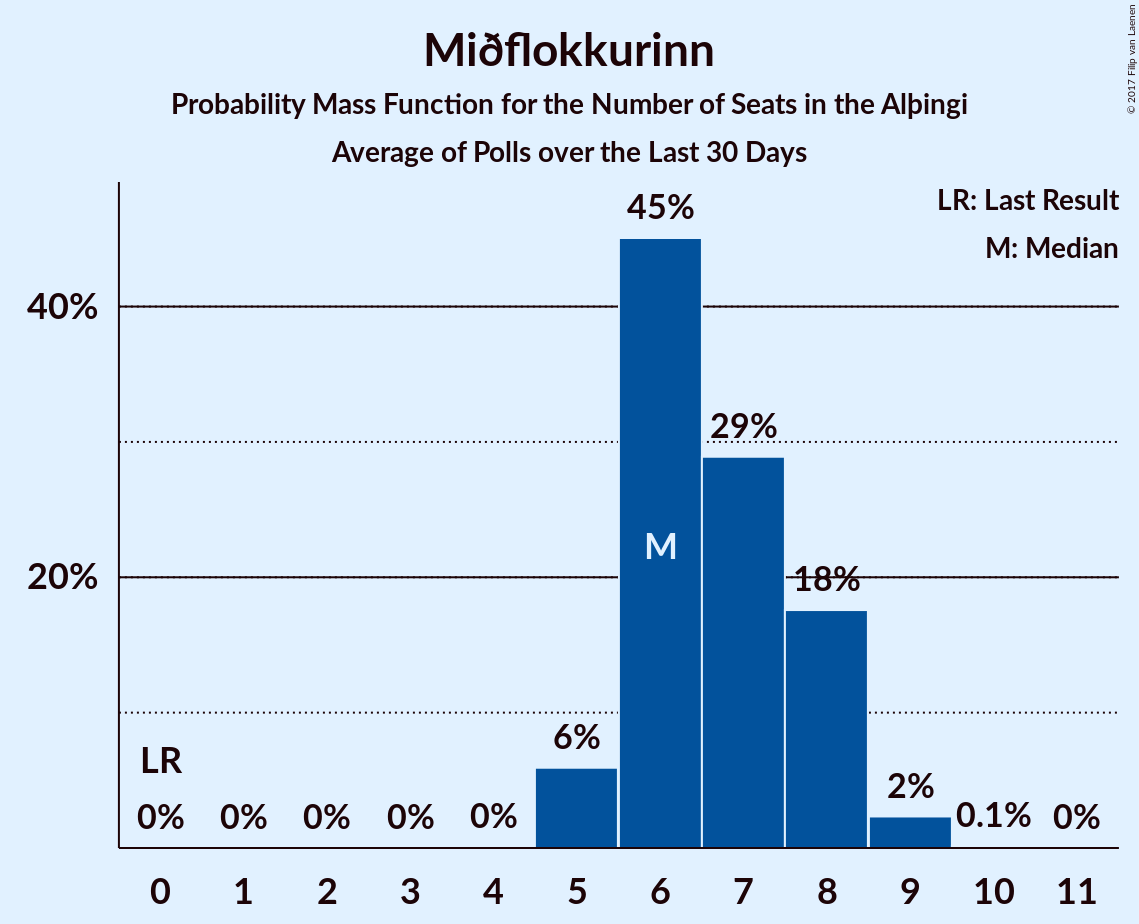 Miðflokkurinn
Probability Mass Function for the Number of Seats in the Alþingi
Average of Polls over the Last 30 Days
© 2017 Filip van Laenen
LR: Last Result
M: Median
45%
40%
29%
M
20%
18%
6%
LR
2%
0% 0% 0% 0% 0% 0.1% 0%
0 1 2 3 4 5 6 7 8 9 10 11